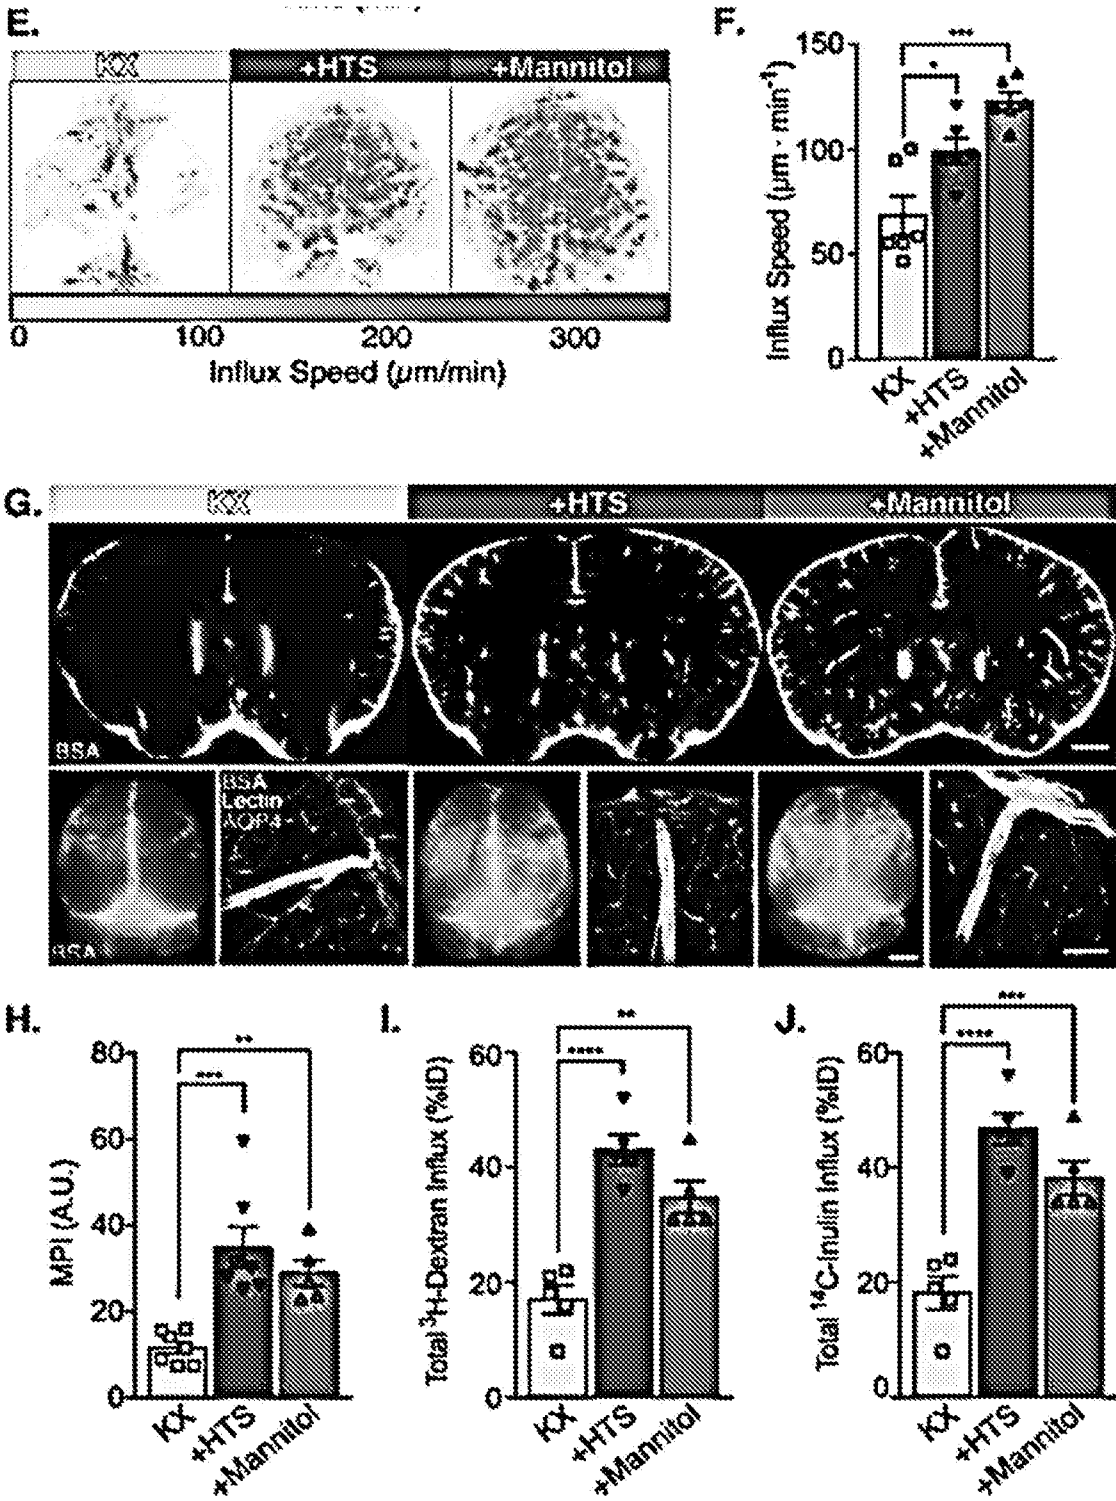 E.
KX +HTS +Mannitol
0 100 200 300
Influx Speed (µm/min)
F.
*** 
*
Influx Speed (µm · min⁻¹)
150
100
50
0
KX
+HTS
+Mannitol
G.
KX +HTS +Mannitol
BSA
BSA
BSA
Lectin
AQP4
H.
**
***
MPI (A.U.)
80
60
40
20
0
KX
+HTS
+Mannitol
I.
**
****
Total ³H-Dextran Influx (%ID)
60
40
20
0
KX
+HTS
+Mannitol
J.
***
****
Total ¹⁴C-Inulin Influx (%ID)
60
40
20
0
KX
+HTS
+Mannitol